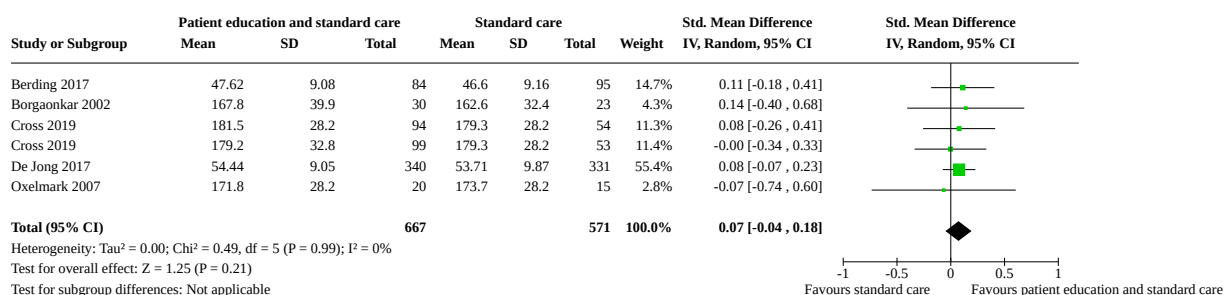 Patient education and standard care Standard care Std. Mean Difference Std. Mean Difference
Study or Subgroup Mean SD Total Mean SD Total Weight IV, Random, 95% CI IV, Random, 95% CI
Berding 2017 47.62 9.08 84 46.6 9.16 95 14.7% 0.11 [-0.18 , 0.41]
Borgaonkar 2002 167.8 39.9 30 162.6 32.4 23 4.3% 0.14 [-0.40 , 0.68]
Cross 2019 181.5 28.2 94 179.3 28.2 54 11.3% 0.08 [-0.26 , 0.41]
Cross 2019 179.2 32.8 99 179.3 28.2 53 11.4% -0.00 [-0.34 , 0.33]
De Jong 2017 54.44 9.05 340 53.71 9.87 331 55.4% 0.08 [-0.07 , 0.23]
Oxelmark 2007 171.8 28.2 20 173.7 28.2 15 2.8% -0.07 [-0.74 , 0.60]
Total (95% CI) 667 571 100.0% 0.07 [-0.04 , 0.18]
Heterogeneity: Tau² = 0.00; Chi² = 0.49, df = 5 (P = 0.99); I² = 0%
Test for overall effect: Z = 1.25 (P = 0.21) -1 -0.5 0 0.5 1
Test for subgroup differences: Not applicable Favours standard care Favours patient education and standard care